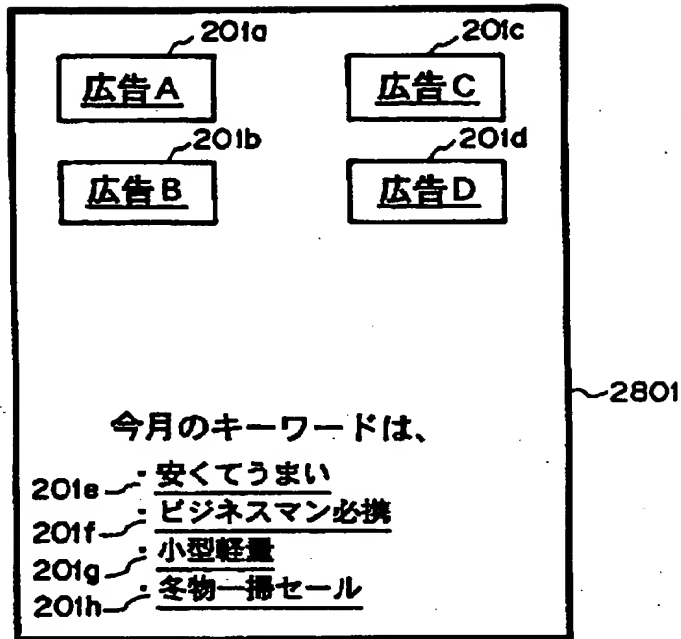 201a 201c
広告A 広告C
201b 201d
広告B 広告D
2801
今月のキーワードは、
201e ・安くてうまい
201f ・ビジネスマン必携
201g ・小型軽量
201h ・冬物一掃セール